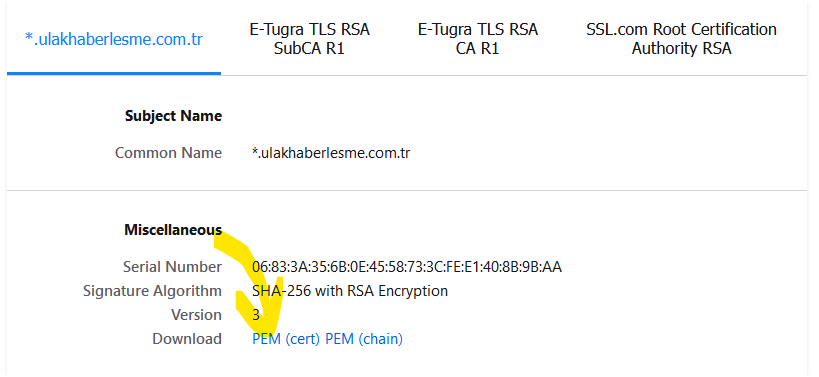 *.ulakhaberlesme.com.tr
E-Tugra TLS RSA
SubCA R1
E-Tugra TLS RSA
CA R1
SSL.com Root Certification
Authority RSA
Subject Name
Common Name *.ulakhaberlesme.com.tr
Miscellaneous
Serial Number 06:83:3A:35:6B:0E:45:58:73:3C:FE:E1:40:8B:9B:AA
Signature Algorithm SHA-256 with RSA Encryption
Version 3
Download PEM (cert) PEM (chain)